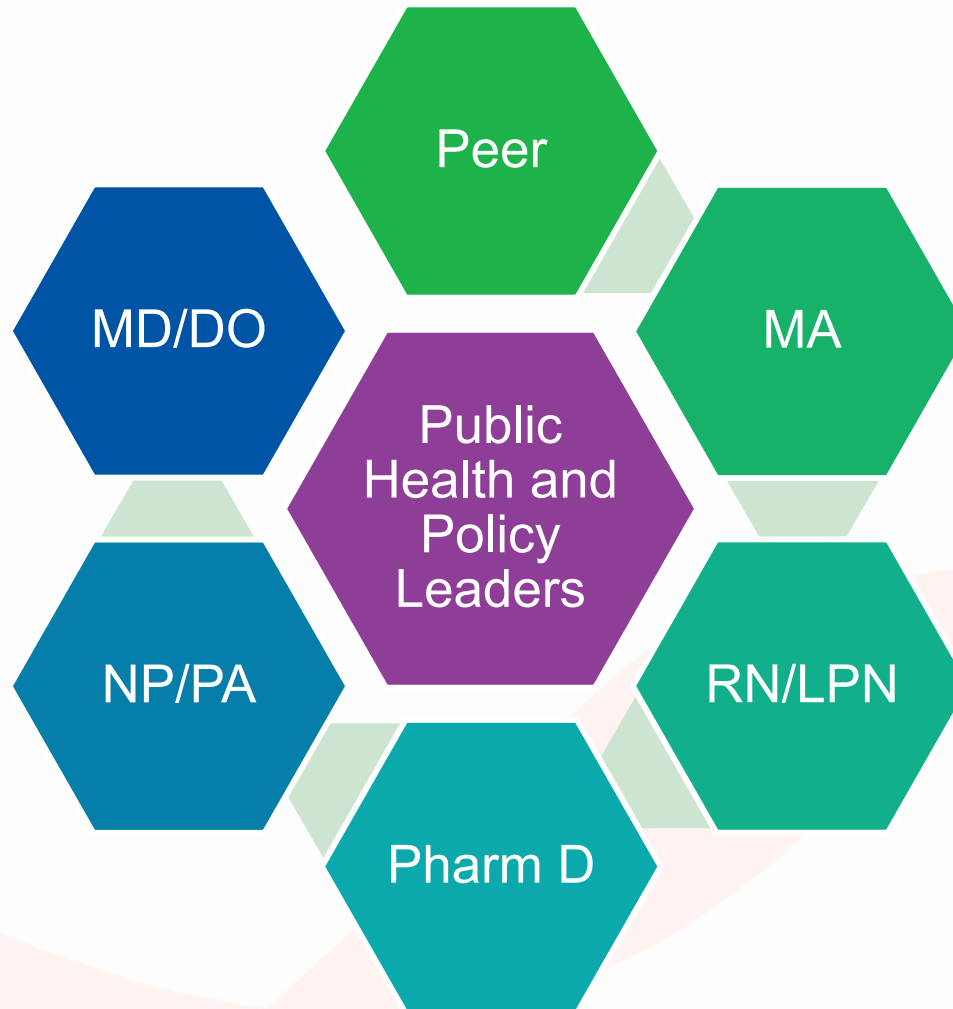 Peer
MD/DO
MA
Public
Health and
Policy
Leaders
NP/PA
RN/LPN
Pharm D